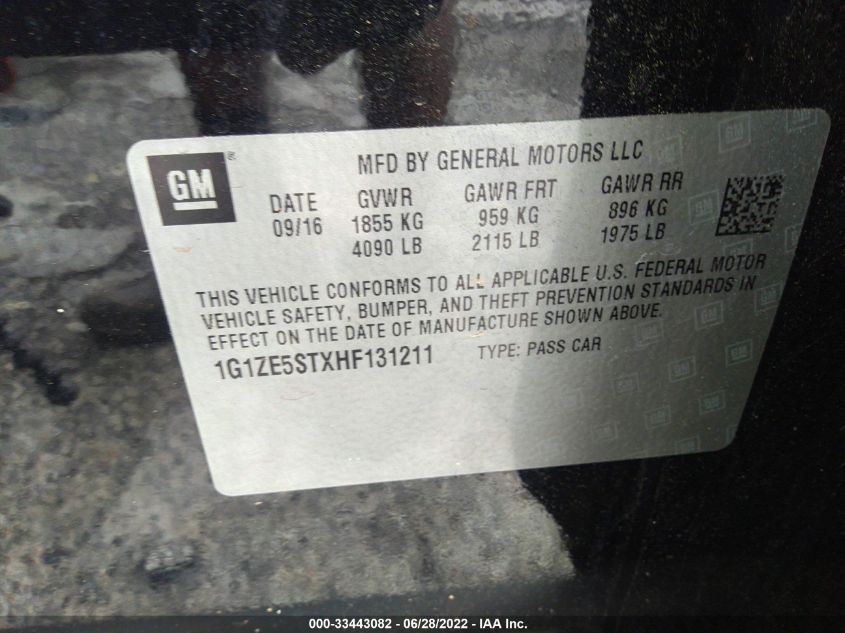 MFD BY GENERAL MOTORS LLC
GM®
DATE GVWR GAWR FRT GAWR RR
09/16 1855 KG 959 KG 896 KG
4090 LB 2115 LB 1975 LB
THIS VEHICLE CONFORMS TO ALL APPLICABLE U.S. FEDERAL MOTOR
VEHICLE SAFETY, BUMPER, AND THEFT PREVENTION STANDARDS IN
EFFECT ON THE DATE OF MANUFACTURE SHOWN ABOVE.
1G1ZE5STXHF131211 TYPE: PASS CAR
000-33443082 / 06/28/2022 - IAA Inc.